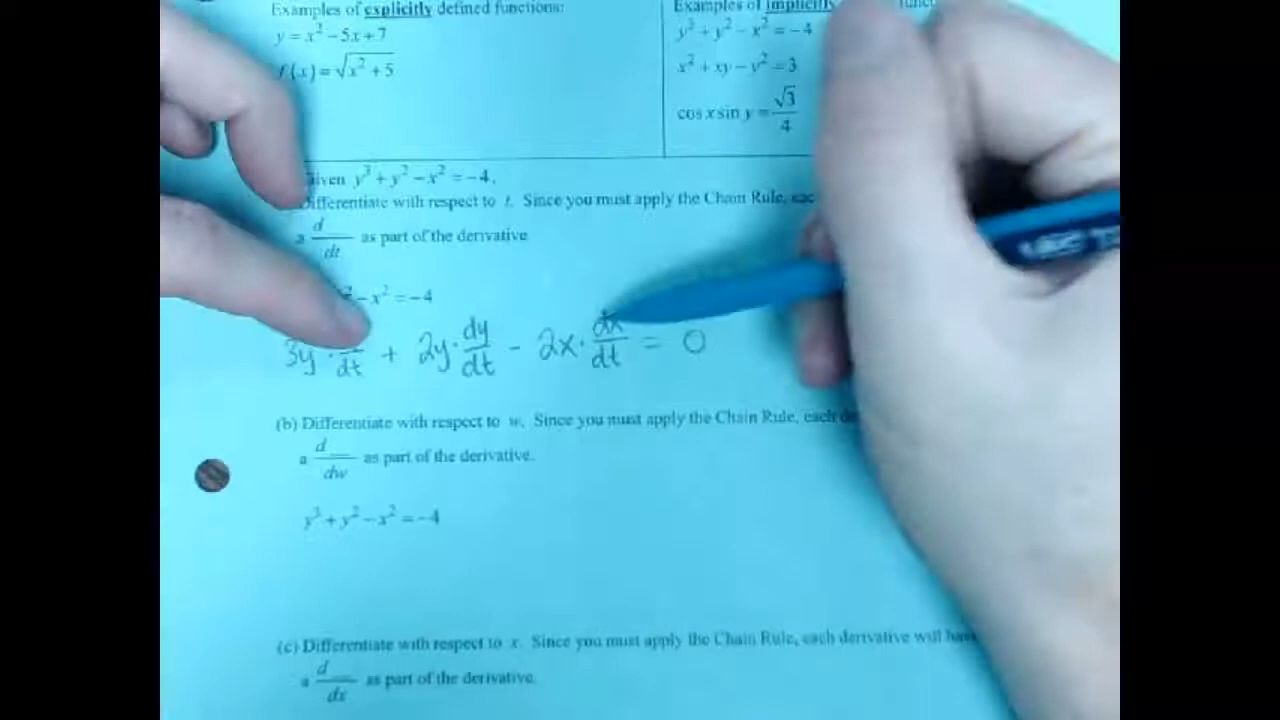 Examples of explicitly defined functions:
y = x² − 5x + 7
f(x) = √x² + 5
Examples of implicitly
y³ + y² − x² = −4
x² + xy − y² = 3
cos x sin y = √3/4
y³ + y² − x² = −4.
Differentiate with respect to t. Since you must apply the Chain Rule,
a d__/dt as part of the derivative
− x² = −4
3y · /dt + 2y · dy/dt − 2x · dx/dt = 0
(b) Differentiate with respect to w. Since you must apply the Chain Rule, each
a d__/dw as part of the derivative.
y³ + y² − x² = −4
(c) Differentiate with respect to x. Since you must apply the Chain Rule, each derivative will have
a d__/dx as part of the derivative.